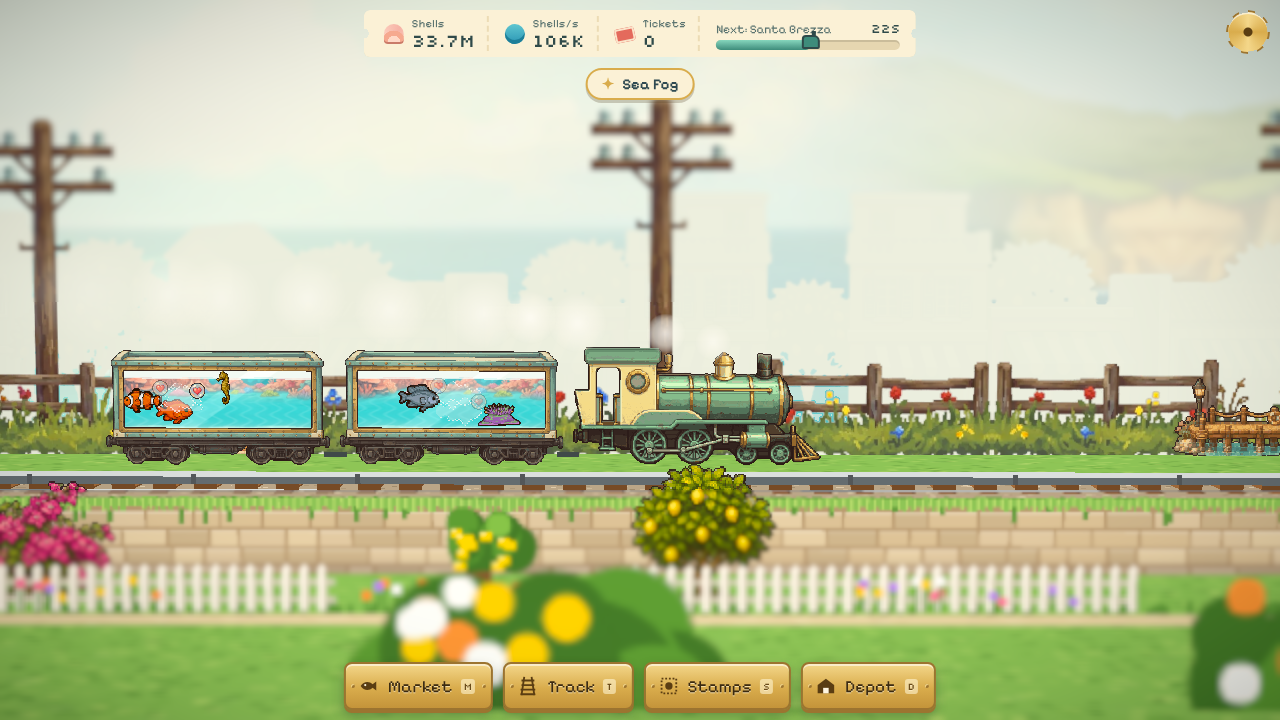 Shells
33.7M
Shells/s
106K
Tickets
0
Next: Santa Brezza 22S
Sea Fog
Market M
Track T
Stamps S
Depot D